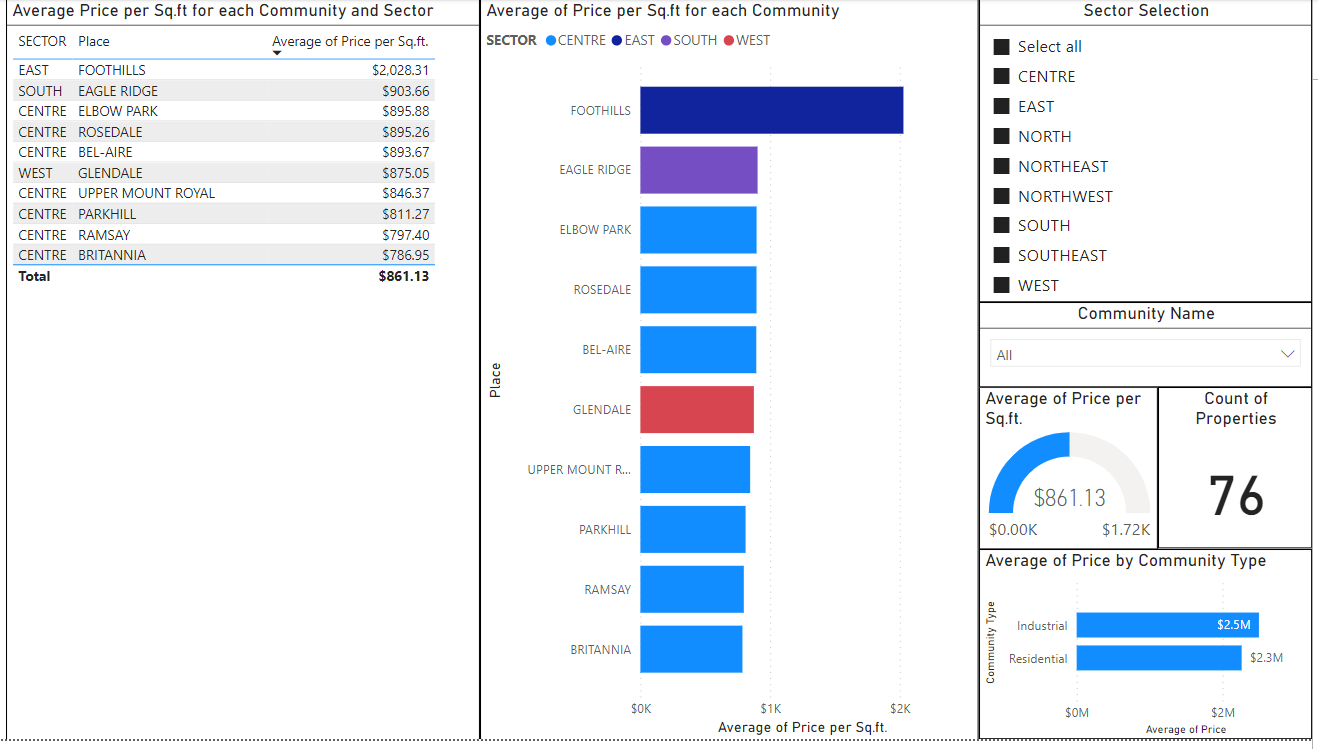 Average Price per Sq.ft for each Community and Sector
SECTOR Place Average of Price per Sq.ft.
EAST FOOTHILLS $2,028.31
SOUTH EAGLE RIDGE $903.66
CENTRE ELBOW PARK $895.88
CENTRE ROSEDALE $895.26
CENTRE BEL-AIRE $893.67
WEST GLENDALE $875.05
CENTRE UPPER MOUNT ROYAL $846.37
CENTRE PARKHILL $811.27
CENTRE RAMSAY $797.40
CENTRE BRITANNIA $786.95
Total $861.13
Average of Price per Sq.ft for each Community
SECTOR CENTRE EAST SOUTH WEST
Place
FOOTHILLS
EAGLE RIDGE
ELBOW PARK
ROSEDALE
BEL-AIRE
GLENDALE
UPPER MOUNT R...
PARKHILL
RAMSAY
BRITANNIA
$0K $1K $2K
Average of Price per Sq.ft.
Sector Selection
Select all
CENTRE
EAST
NORTH
NORTHEAST
NORTHWEST
SOUTH
SOUTHEAST
WEST
Community Name
All
Average of Price per
Sq.ft.
$861.13
$0.00K $1.72K
Count of
Properties
76
Average of Price by Community Type
Community Type
Industrial $2.5M
Residential $2.3M
$0M $2M
Average of Price